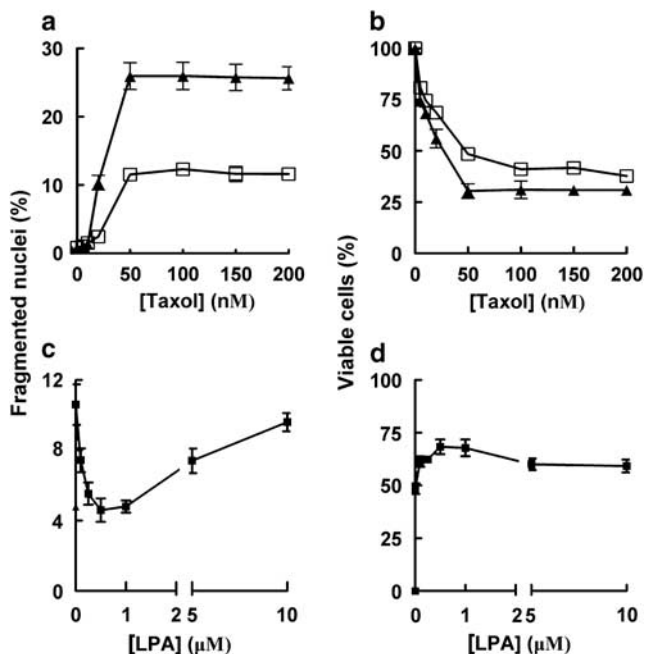 a
b
30
20
10
0
0 50 100 150 200
[Taxol] (nM)
100
75
50
25
0
0 50 100 150 200
[Taxol] (nM)
Fragmented nuclei (%)
Viable cells (%)
c
d
12
8
4
0
0 1 2 5 10
[LPA] (μM)
100
75
50
25
0
0 1 2 5 10
[LPA] (μM)